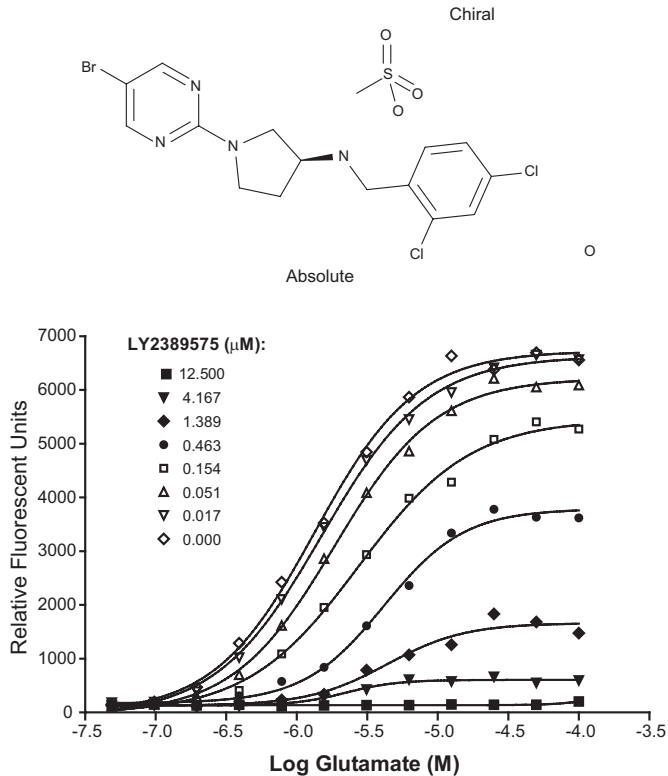 Chiral
O
Br
N
S
O
O
N
N
N
Cl
Cl
O
Absolute
7000
LY2389575 (μM):
6000
12.500
4.167
5000
1.389
0.463
4000
0.154
0.051
3000
0.017
0.000
2000
1000
0
Relative Fluorescent Units
-7.5 -7.0 -6.5 -6.0 -5.5 -5.0 -4.5 -4.0 -3.5
Log Glutamate (M)